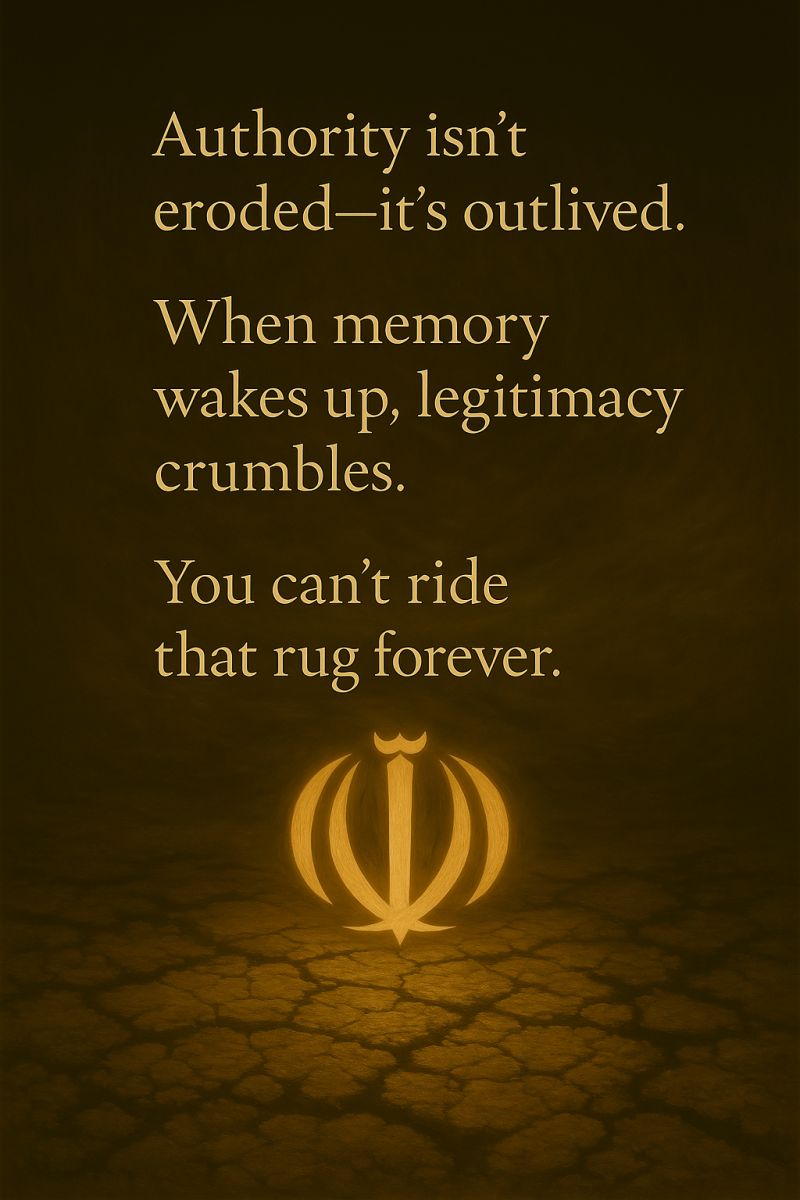 Authority isn’t
eroded—it’s outlived.
When memory
wakes up, legitimacy
crumbles.
You can’t ride
that rug forever.